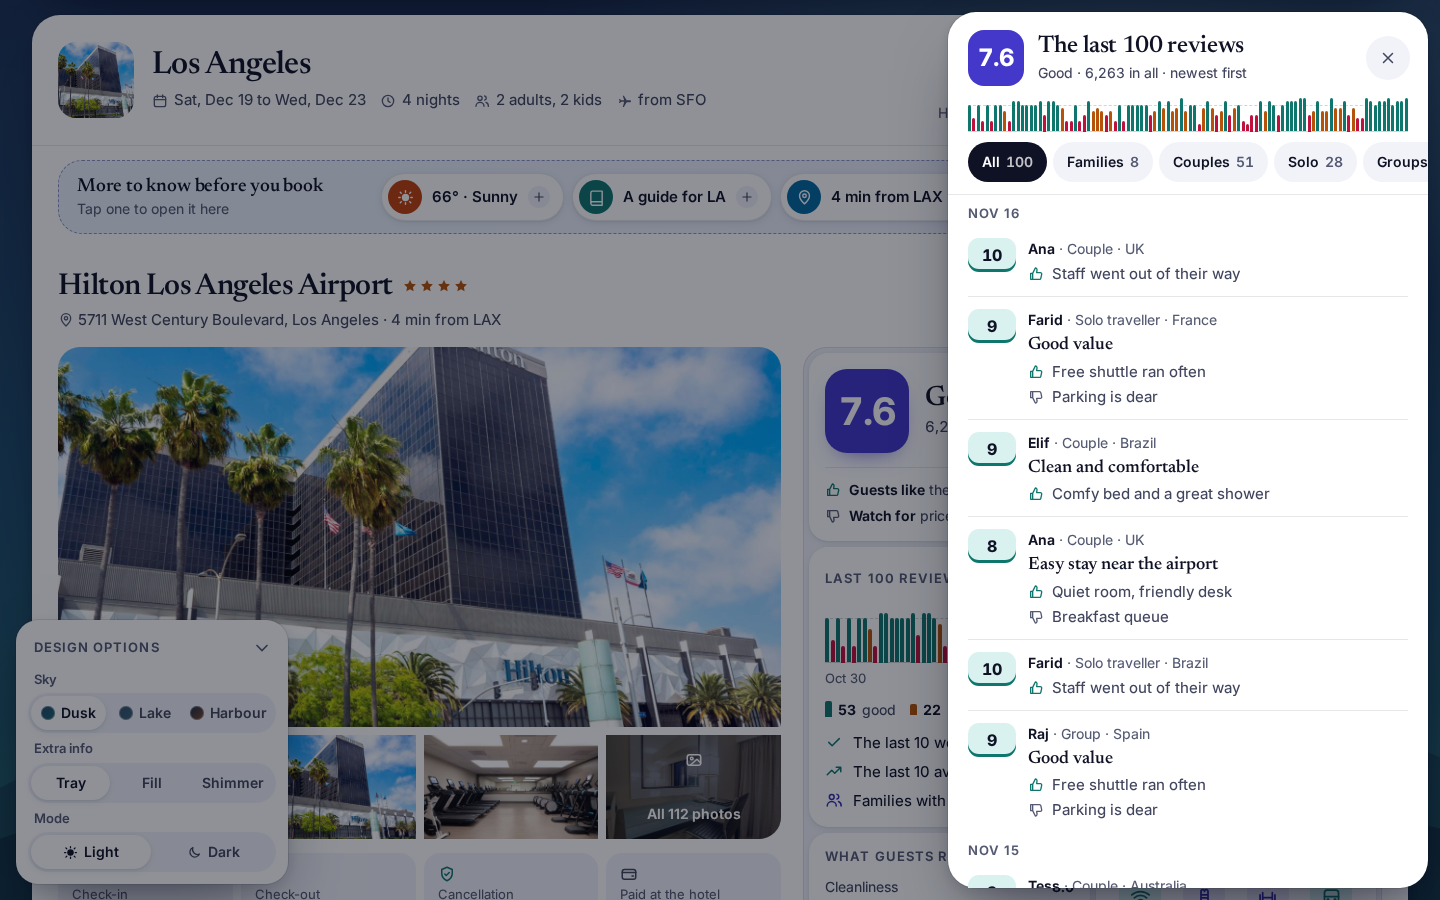 Los Angeles
Sat, Dec 19 to Wed, Dec 23 4 nights 2 adults, 2 kids from SFO
More to know before you book
Tap one to open it here
66° · Sunny
A guide for LA
4 min from LAX
Hilton Los Angeles Airport
5711 West Century Boulevard, Los Angeles · 4 min from LAX
Hilton
All 112 photos
Check-in
Check-out
Cancellation
Paid at the hotel
7.6
Guests like the
Watch for price
Oct 30
53 good 22
The last 10
The last 10
Families with
WHAT GUESTS
Cleanliness
DESIGN OPTIONS
Sky
Dusk Lake Harbour
Extra info
Tray Fill Shimmer
Mode
Light Dark
7.6
The last 100 reviews
Good · 6,263 in all · newest first
All 100 Families 8 Couples 51 Solo 28 Groups
NOV 16
10
Ana · Couple · UK
Staff went out of their way
9
Farid · Solo traveller · France
Good value
Free shuttle ran often
Parking is dear
9
Elif · Couple · Brazil
Clean and comfortable
Comfy bed and a great shower
8
Ana · Couple · UK
Easy stay near the airport
Quiet room, friendly desk
Breakfast queue
10
Farid · Solo traveller · Brazil
Staff went out of their way
9
Raj · Group · Spain
Good value
Free shuttle ran often
Parking is dear
NOV 15
Tess · Couple · Australia